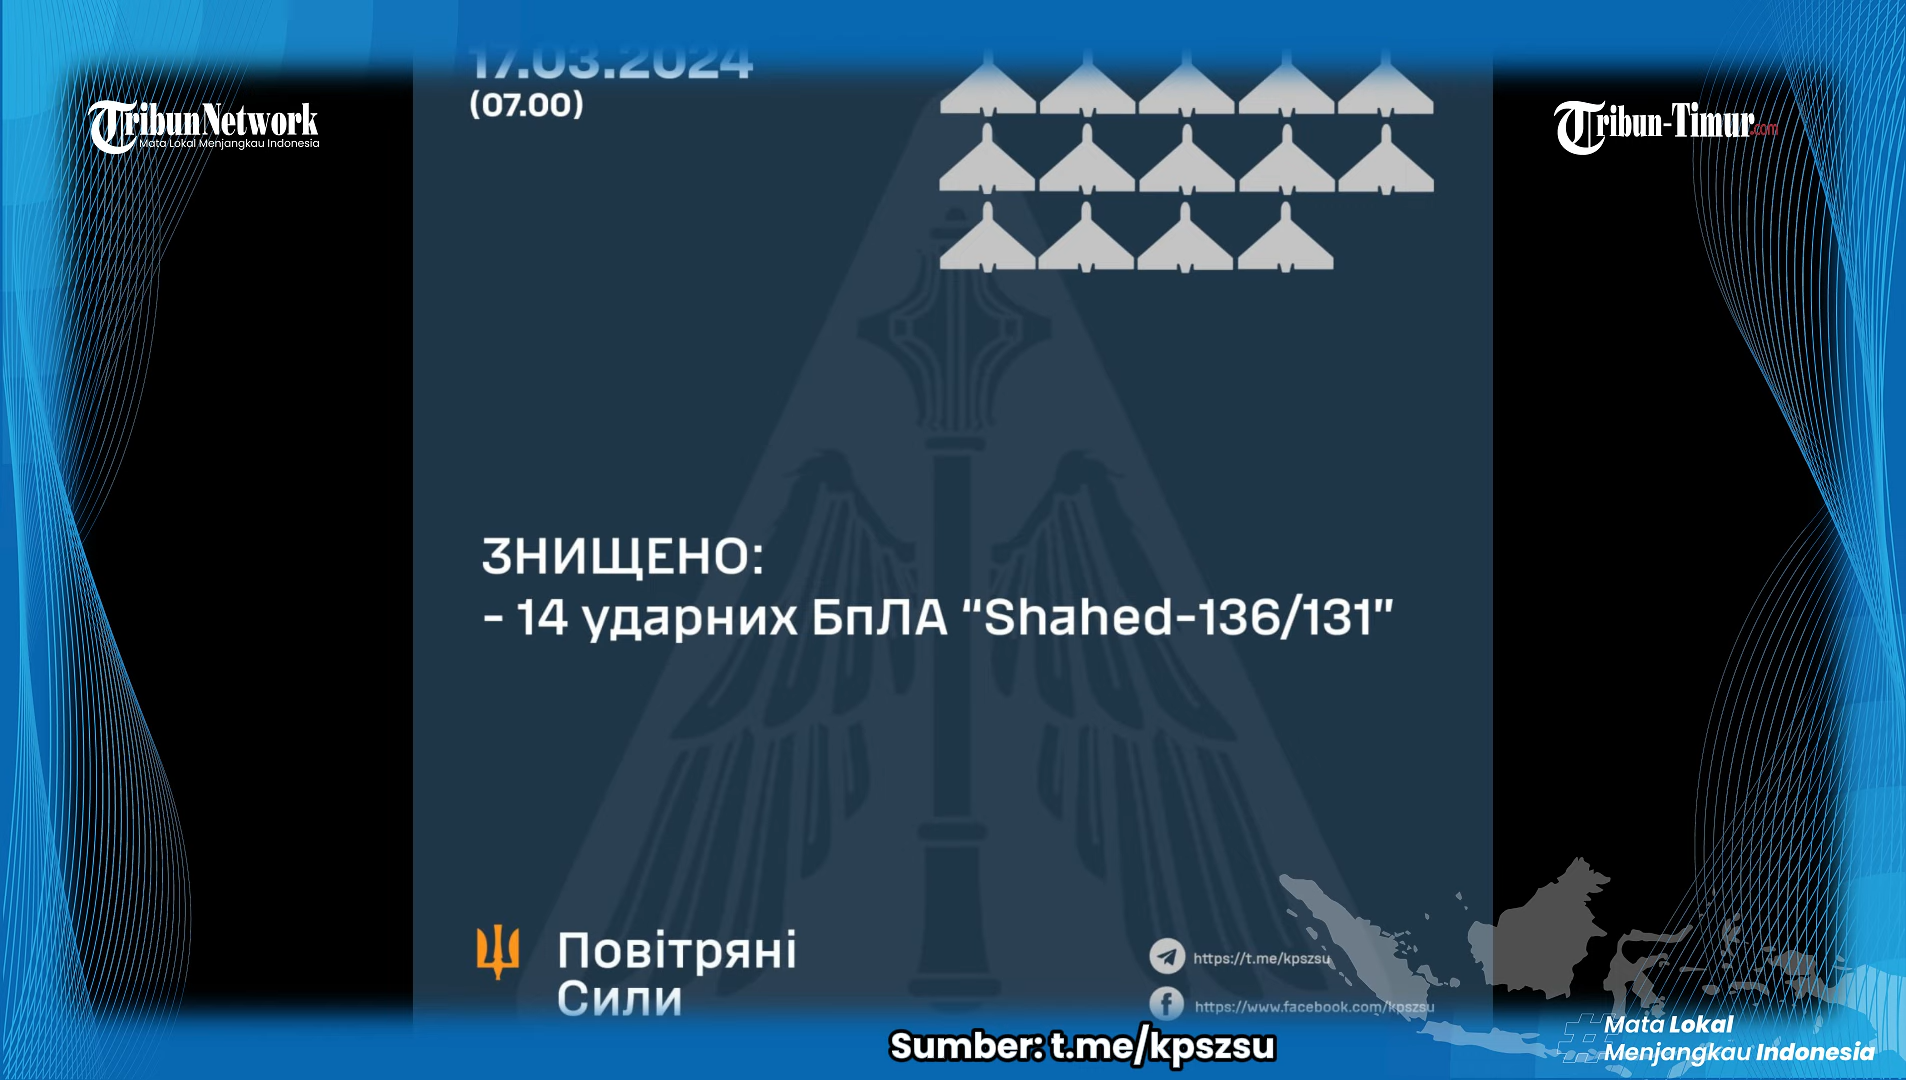 17.03.2024
(07.00)
TribunNetwork
Mata Lokal Menjangkau Indonesia
Tribun-Timur.com
ЗНИЩЕНО:
- 14 ударних БпЛА “Shahed-136/131”
Повітряні
Сили
https://t.me/kpszsu
https://www.facebook.com/kpszsu
Sumber: t.me/kpszsu
#Mata Lokal
Menjangkau Indonesia